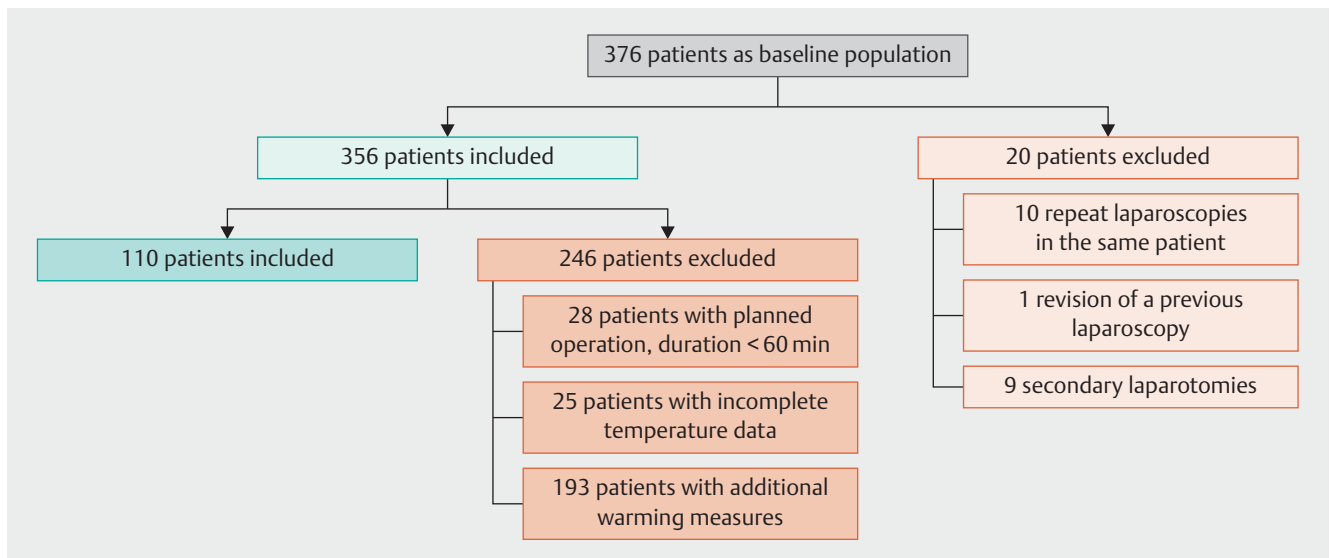 376 patients as baseline population
356 patients included
20 patients excluded
110 patients included
246 patients excluded
28 patients with planned
operation, duration < 60 min
25 patients with incomplete
temperature data
193 patients with additional
warming measures
10 repeat laparoscopies
in the same patient
1 revision of a previous
laparoscopy
9 secondary laparotomies